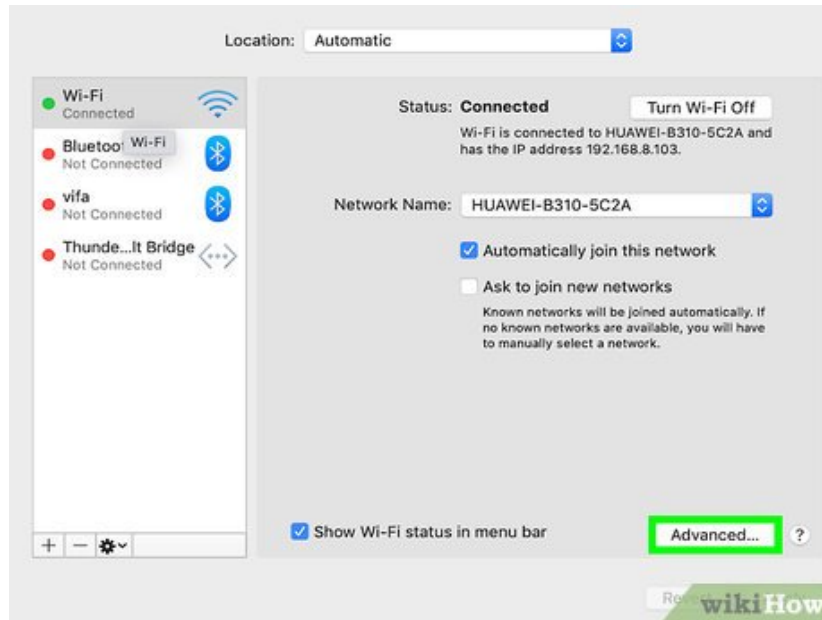 Location: Automatic
Wi-Fi
Connected
Bluetoo
Wi-Fi
Not Connected
vifa
Not Connected
Thunde...lt Bridge
Not Connected
Status: Connected
Turn Wi-Fi Off
Wi-Fi is connected to HUAWEI-B310-5C2A and
has the IP address 192.168.8.103.
Network Name: HUAWEI-B310-5C2A
Automatically join this network
Ask to join new networks
Known networks will be joined automatically. If
no known networks are available, you will have
to manually select a network.
Show Wi-Fi status in menu bar
Advanced...
?
wikiHow